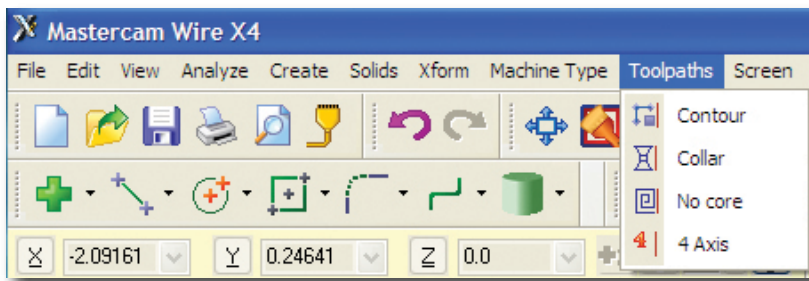 Mastercam Wire X4
File Edit View Analyze Create Solids Xform Machine Type Toolpaths Screen
Contour
Collar
No core
4 4 Axis
X -2.09161 Y 0.24641 Z 0.0